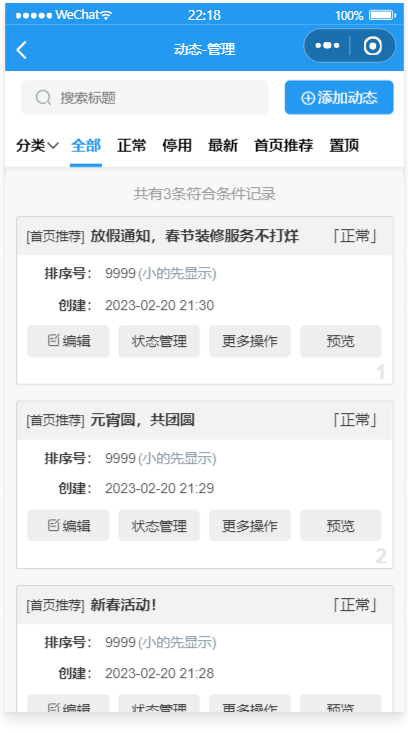 WeChat 22:18 100%
动态-管理
搜索标题 添加动态
分类 全部 正常 停用 最新 首页推荐 置顶
共有3条符合条件记录
[首页推荐] 放假通知，春节装修服务不打烊 「正常」
排序号： 9999 (小的先显示)
创建： 2023-02-20 21:30
编辑 状态管理 更多操作 预览
1
[首页推荐] 元宵圆，共团圆 「正常」
排序号： 9999 (小的先显示)
创建： 2023-02-20 21:29
编辑 状态管理 更多操作 预览
2
[首页推荐] 新春活动！ 「正常」
排序号： 9999 (小的先显示)
创建： 2023-02-20 21:28
编辑 状态管理 更多操作 预览